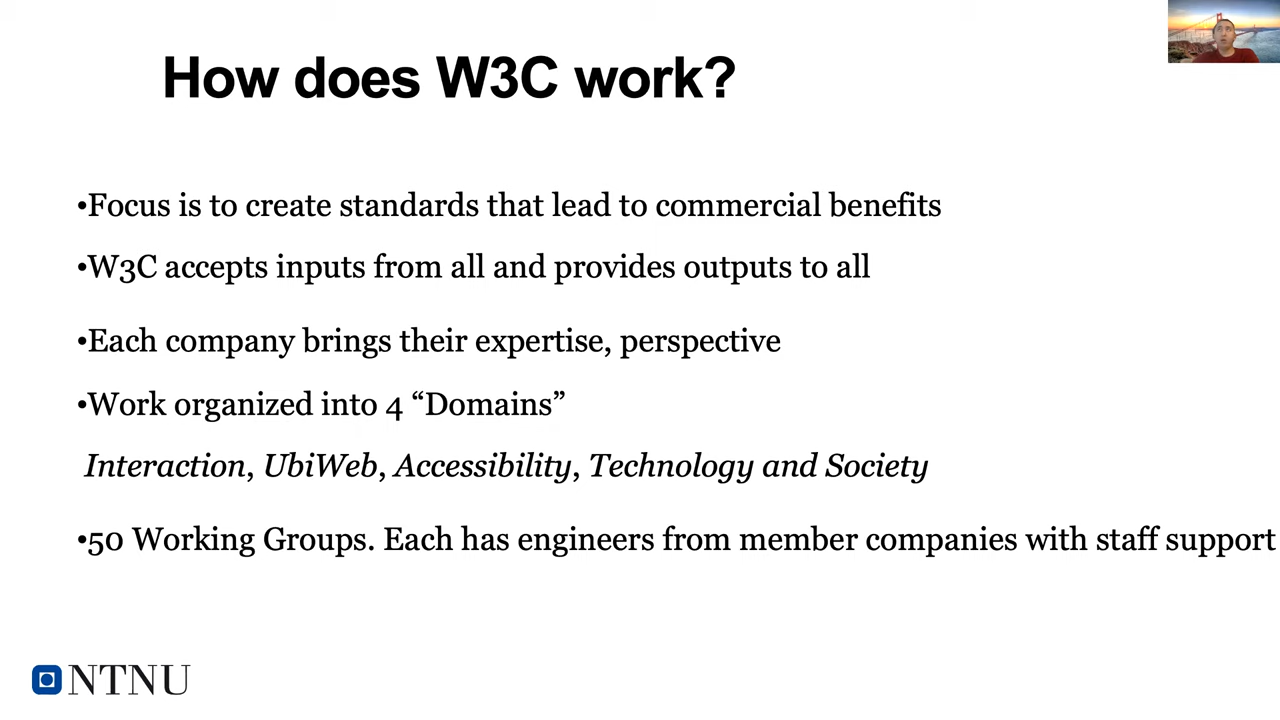 How does W3C work?
•Focus is to create standards that lead to commercial benefits
•W3C accepts inputs from all and provides outputs to all
•Each company brings their expertise, perspective
•Work organized into 4 “Domains”
Interaction, UbiWeb, Accessibility, Technology and Society
•50 Working Groups. Each has engineers from member companies with staff support
NTNU